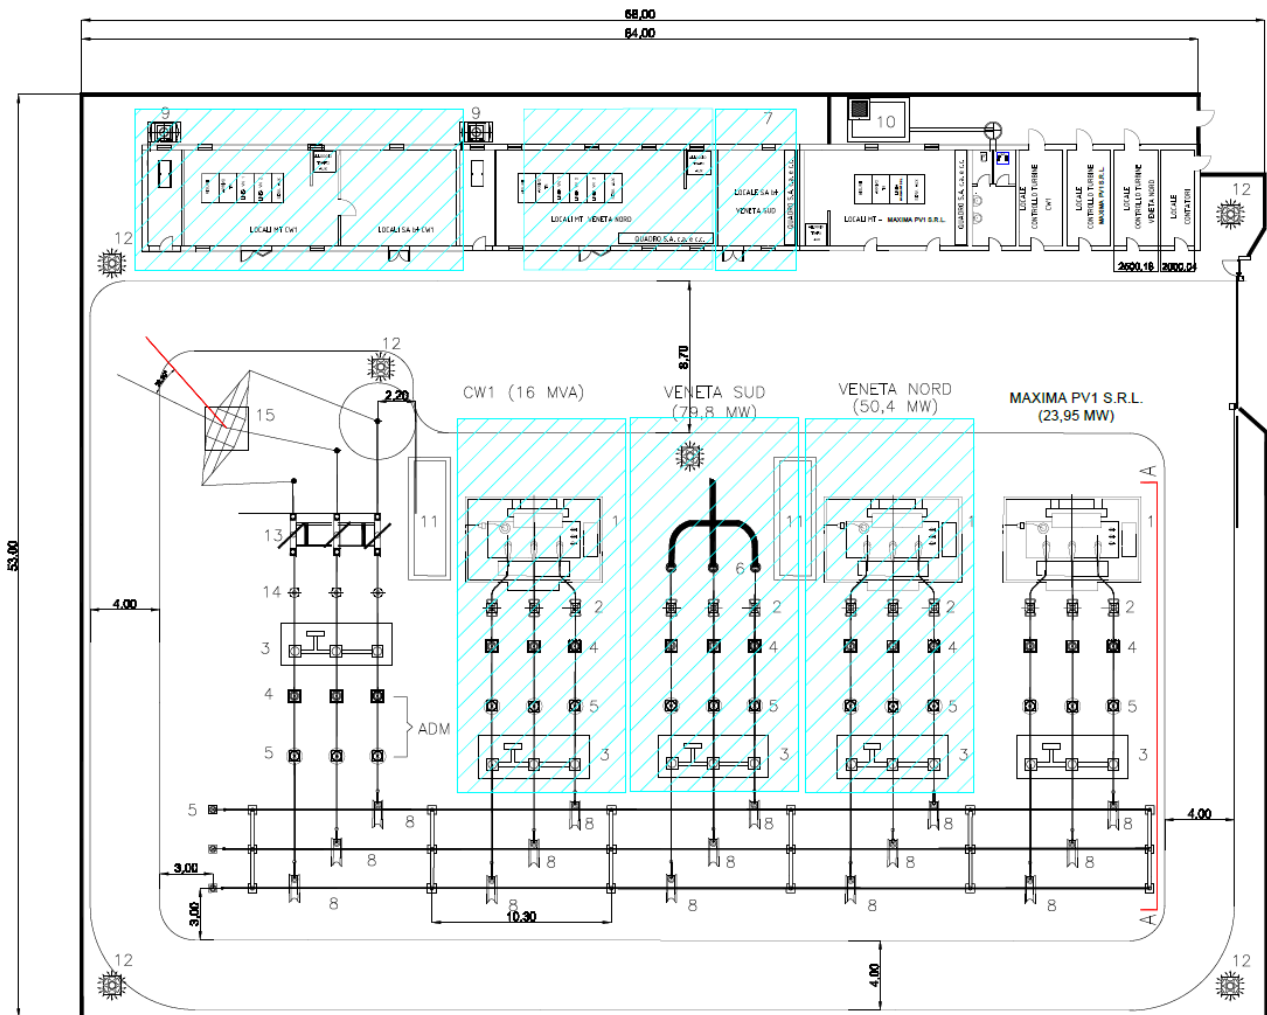 68,00
64,00
9
9
7
10
12
LOCALI MT CW1
LOCALI SA bt CW1
LOCALI MT VENETA NORD
QUADRO S.A. c.a. e c.c.
LOCALE SA bt
VENETA SUD
QUADRO S.A. c.a. e c.c.
LOCALI MT - MAXIMA PV1 S.R.L.
QUADRO S.A. c.a. e c.c.
LOCALE
CONTROLLO TURBINE
CW1
LOCALE
CONTROLLO TURBINE
MAXIMA PV1 S.R.L.
LOCALE
CONTROLLO TURBINE
VENETA NORD
LOCALE
CONTATORI
12
2500,18
2000,04
8,70
12
2,20
15
CW1 (16 MVA)
VENETA SUD
(79,8 MW)
VENETA NORD
(50,4 MW)
MAXIMA PV1 S.R.L.
(23,95 MW)
A
11
11
1
1
1
13
6
53,00
14
4,00
2
2
2
2
3
4
4
4
4
4
5
5
5
5
ADM
5
3
3
3
3
5
8
8
8
8
4,00
8
8
8
8
3,00
8
8
8
8
3,00
10,30
A
12
4,00
12